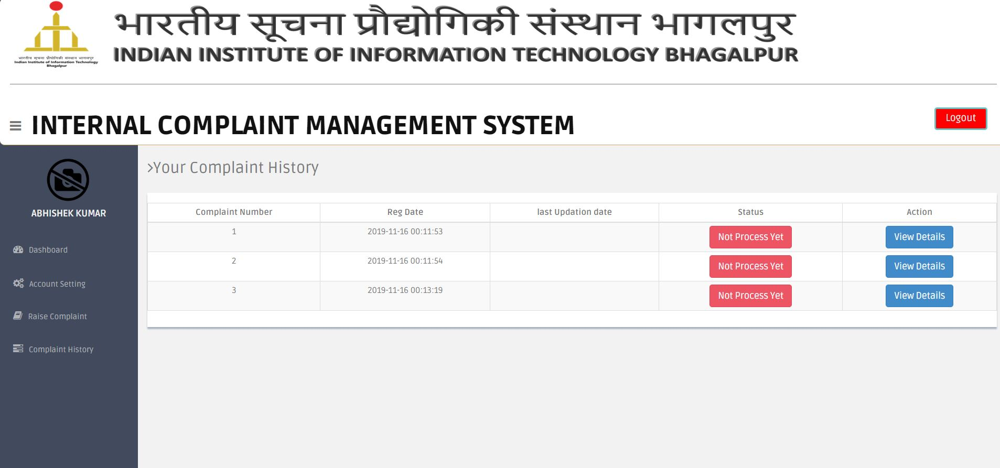 भारतीय सूचना प्रौद्योगिकी संस्थान भागलपुर
INDIAN INSTITUTE OF INFORMATION TECHNOLOGY BHAGALPUR
भारतीय सूचना प्रौद्योगिकी संस्थान भागलपुर
Indian Institute of Information Technology
Bhagalpur
INTERNAL COMPLAINT MANAGEMENT SYSTEM
Logout
ABHISHEK KUMAR
Dashboard
Account Setting
Raise Complaint
Complaint History
>Your Complaint History
Complaint Number Reg Date last Updation date Status Action
1 2019-11-16 00:11:53 Not Process Yet View Details
2 2019-11-16 00:11:54 Not Process Yet View Details
3 2019-11-16 00:13:19 Not Process Yet View Details